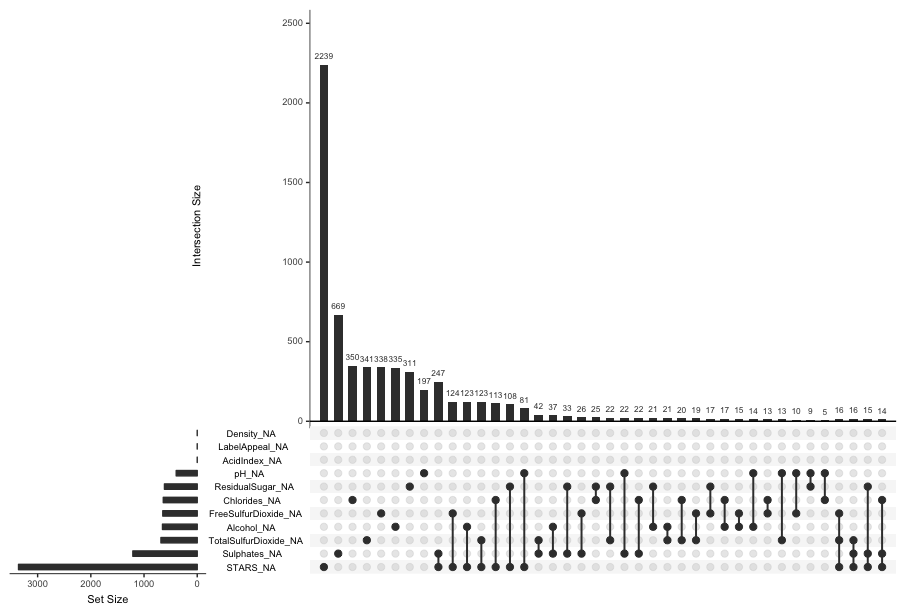 2500
2000
1500
1000
500
0
Intersection Size
2239
669
350 341 338 335 311
197
247
124 123 123 113 108 81 42 37 33 26 25 22 22 22 21 21 20 19 17 17 15 14 13 13 10 9 5 16 16 15 14
Density_NA
LabelAppeal_NA
AcidIndex_NA
pH_NA
ResidualSugar_NA
Chlorides_NA
FreeSulfurDioxide_NA
Alcohol_NA
TotalSulfurDioxide_NA
Sulphates_NA
STARS_NA
3000 2000 1000 0
Set Size